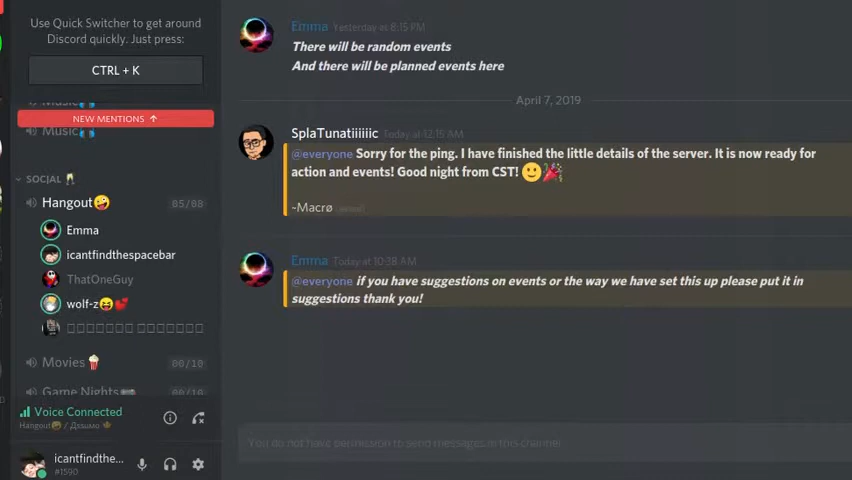 Use Quick Switcher to get around
Discord quickly. Just press:
CTRL + K
Music
NEW MENTIONS ↑
Music
SOCIAL
Hangout🤪 05/08
Emma
icantfindthespacebar
ThatOneGuy
wolf-z😝💕
Movies🍿 00/10
Game Nights🎮 00/16
Voice Connected
Hangout🤪 /
icantfindthe...
#1590
Emma Yesterday at 8:15 PM
There will be random events
And there will be planned events here
April 7, 2019
SplaTunatiiiiiic Today at 12:15 AM
@everyone Sorry for the ping. I have finished the little details of the server. It is now ready for
action and events! Good night from CST! 🙂🎉
~Macrø (edited)
Emma Today at 10:38 AM
@everyone if you have suggestions on events or the way we have set this up please put it in
suggestions thank you!
You do not have permission to send messages in this channel.